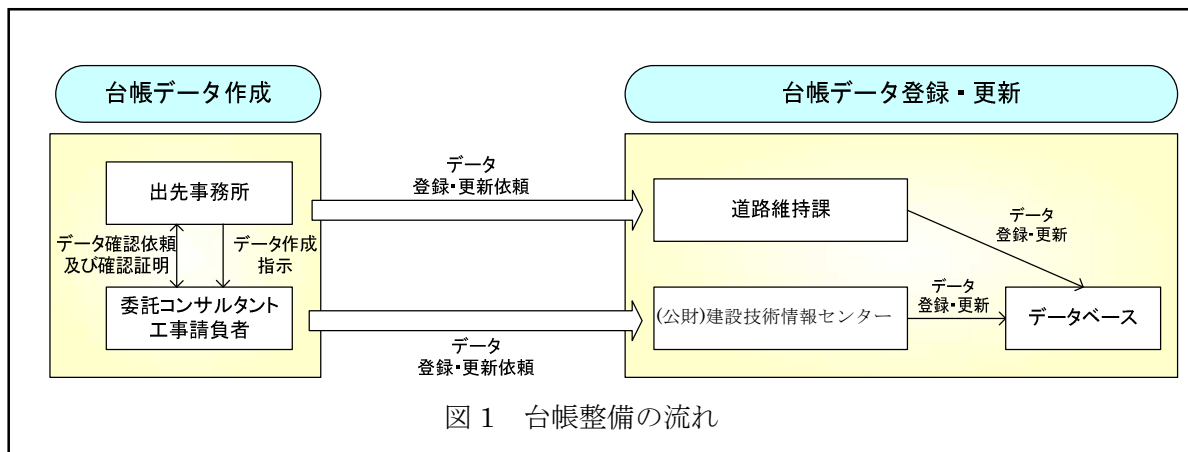 台帳データ作成
台帳データ登録・更新
出先事務所
データ確認依頼
及び確認証明
データ作成
指示
委託コンサルタント
工事請負者
データ
登録・更新依頼
データ
登録・更新依頼
道路維持課
データ
登録・更新
(公財)建設技術情報センター
データ
登録・更新
データベース
図 1 台帳整備の流れ